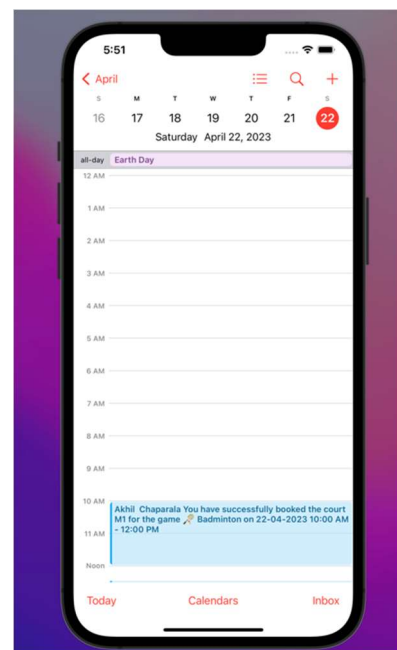 5:51
April
S M T W T F S
16 17 18 19 20 21 22
Saturday April 22, 2023
all-day Earth Day
12 AM
1 AM
2 AM
3 AM
4 AM
5 AM
6 AM
7 AM
8 AM
9 AM
10 AM
Akhil Chaparala You have successfully booked the court
M1 for the game 🏸 Badminton on 22-04-2023 10:00 AM
- 12:00 PM
11 AM
Noon
Today Calendars Inbox